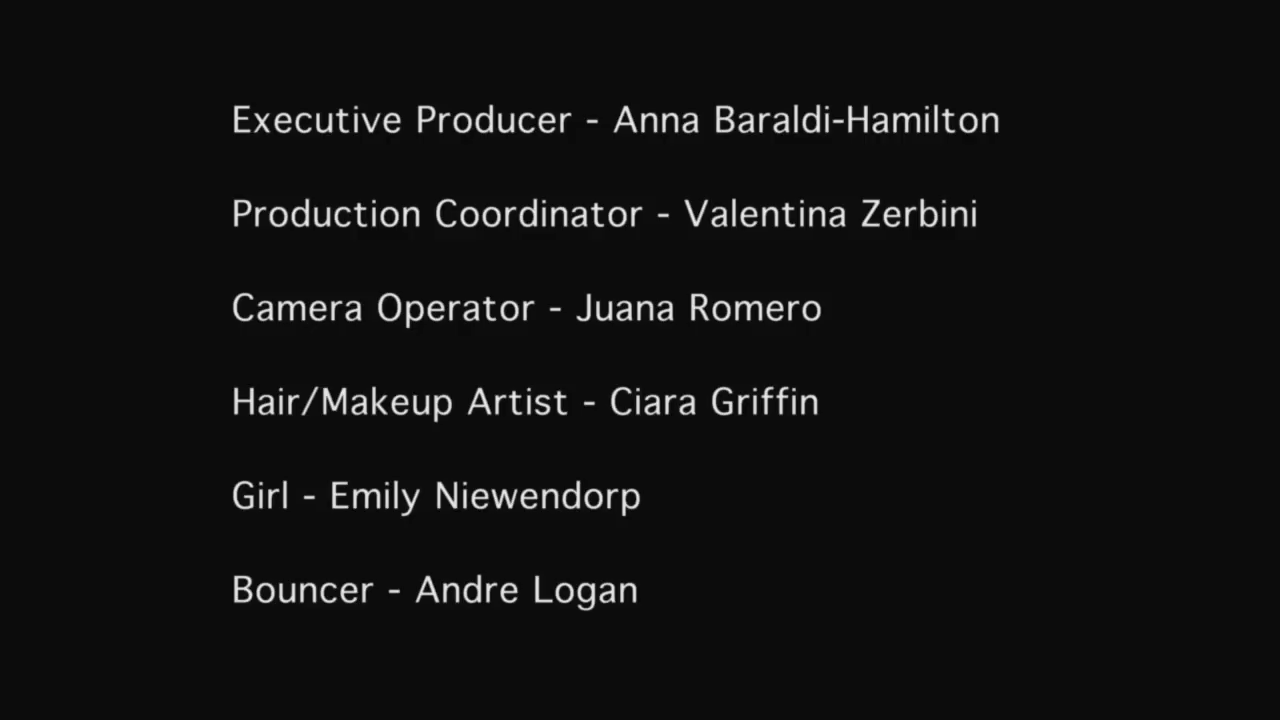 Executive Producer - Anna Baraldi-Hamilton
Production Coordinator - Valentina Zerbini
Camera Operator - Juana Romero
Hair/Makeup Artist - Ciara Griffin
Girl - Emily Niewendorp
Bouncer - Andre Logan